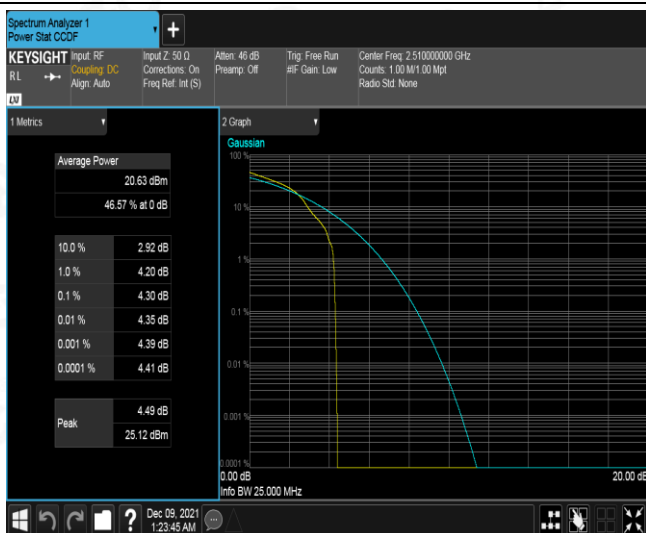 Spectrum Analyzer 1
Power Stat CCDF
+
KEYSIGHT
RL
LXI
Input: RF
Coupling: DC
Align: Auto
Input Z: 50 Ω
Corrections: On
Freq Ref: Int (S)
Atten: 46 dB
Preamp: Off
Trig: Free Run
#IF Gain: Low
Center Freq: 2.510000000 GHz
Counts: 1.00 M/1.00 Mpt
Radio Std: None
1 Metrics
Average Power
20.63 dBm
46.57 % at 0 dB
10.0 % 2.92 dB
1.0 % 4.20 dB
0.1 % 4.30 dB
0.01 % 4.35 dB
0.001 % 4.39 dB
0.0001 % 4.41 dB
Peak
4.49 dB
25.12 dBm
2 Graph
Gaussian
100 %
10 %
1 %
0.1 %
0.01 %
0.001 %
0.0001 %
0.00 dB 20.00 dB
Info BW 25.000 MHz
?
Dec 09, 2021
1:23:45 AM